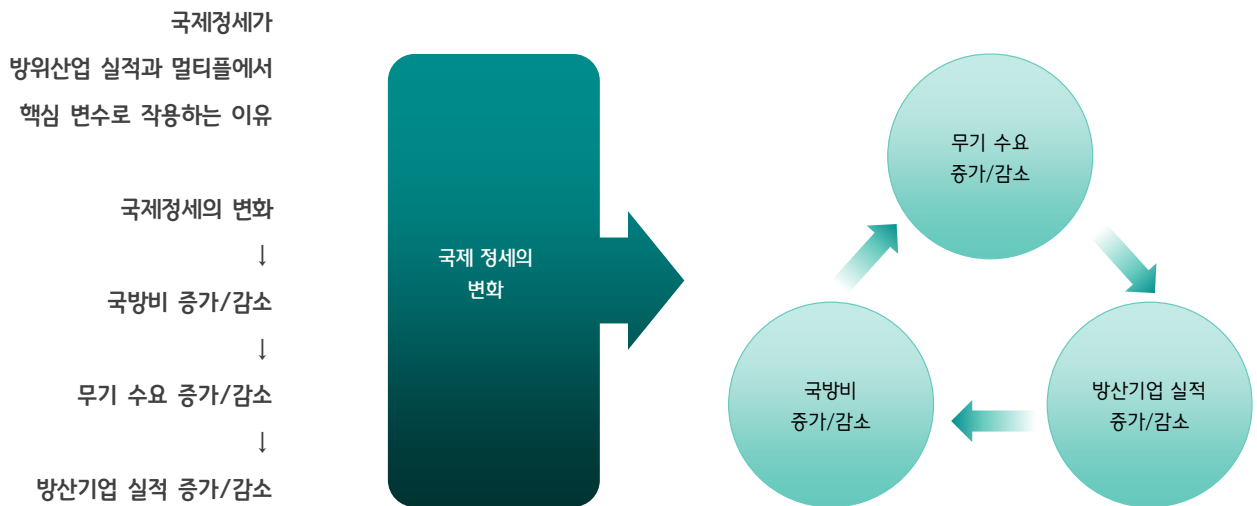 국제정세가
방위산업 실적과 멀티플에서
핵심 변수로 작용하는 이유
국제정세의 변화
↓
국방비 증가/감소
↓
무기 수요 증가/감소
↓
방산기업 실적 증가/감소
국제 정세의
변화
무기 수요
증가/감소
국방비
증가/감소
방산기업 실적
증가/감소